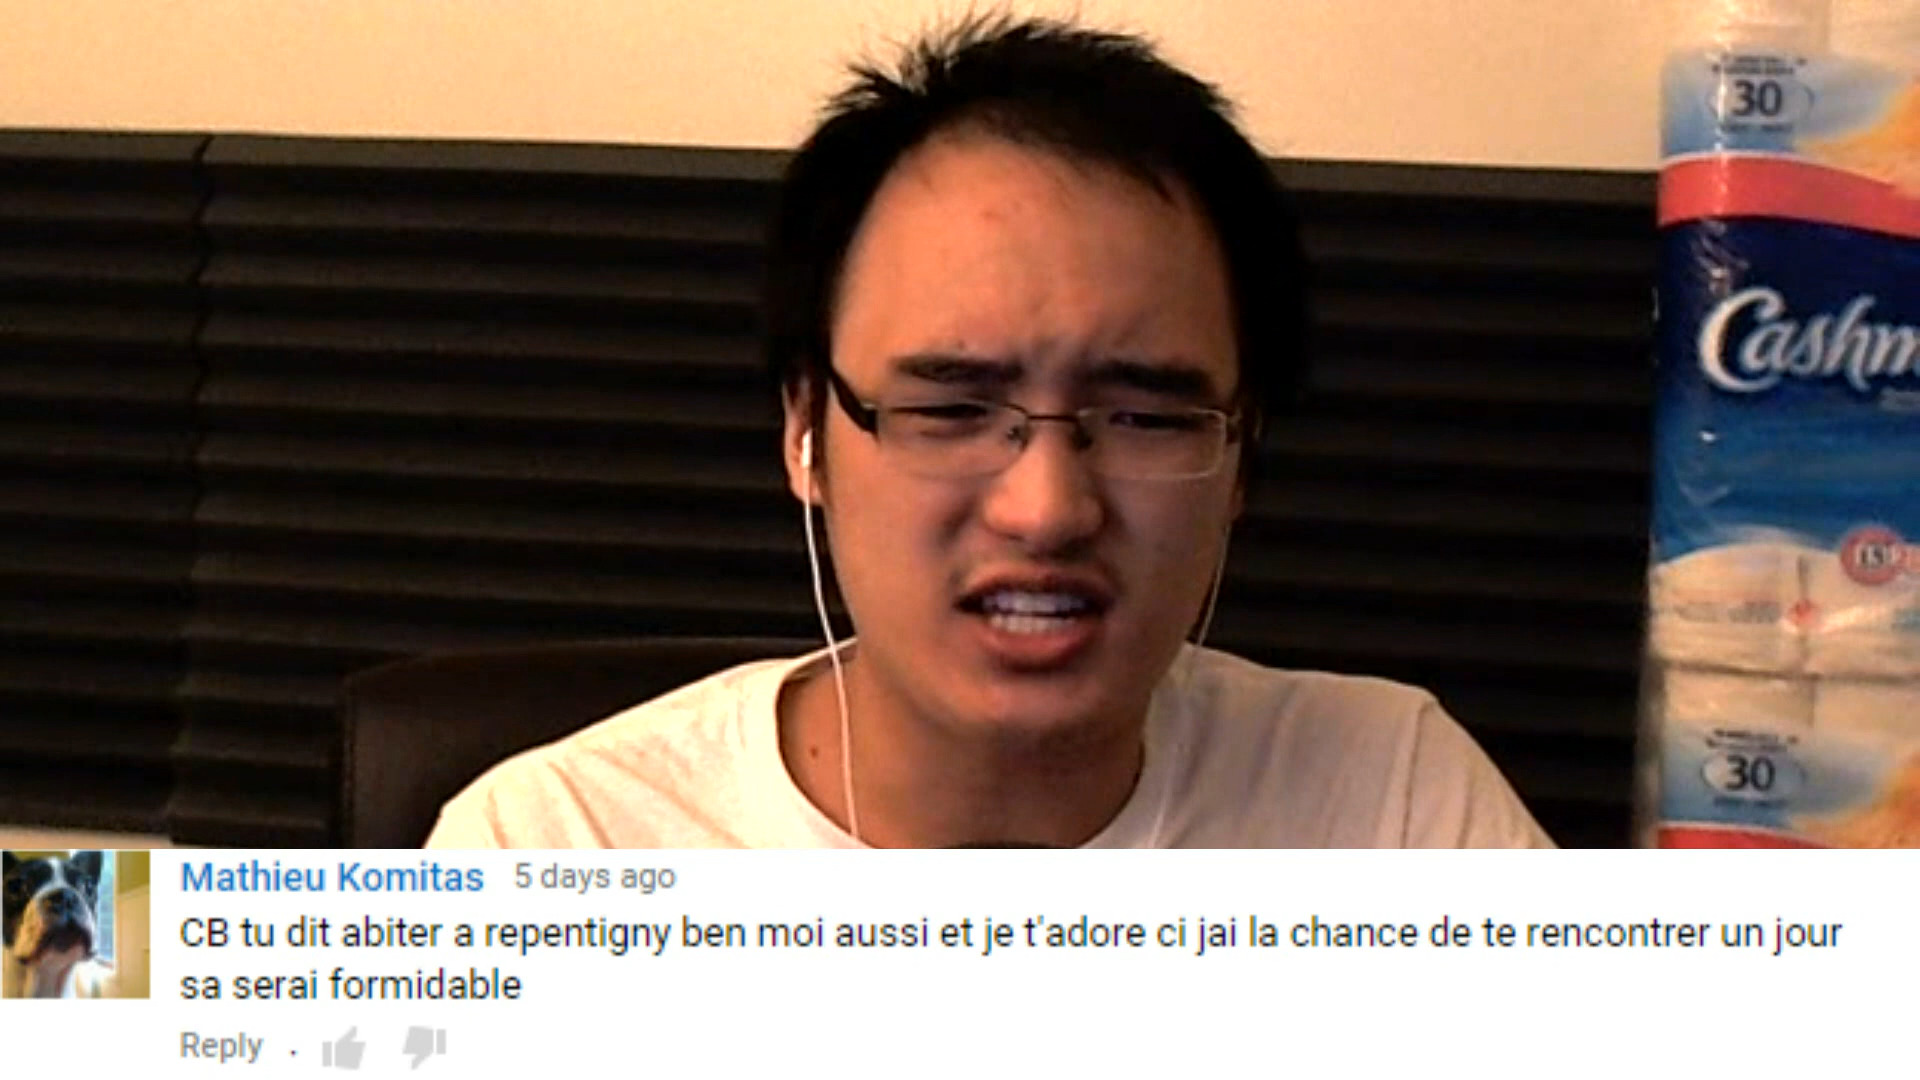 30
Cashm
30
Mathieu Komitas 5 days ago
CB tu dit abiter a repentigny ben moi aussi et je t'adore ci jai la chance de te rencontrer un jour
sa serai formidable
Reply .